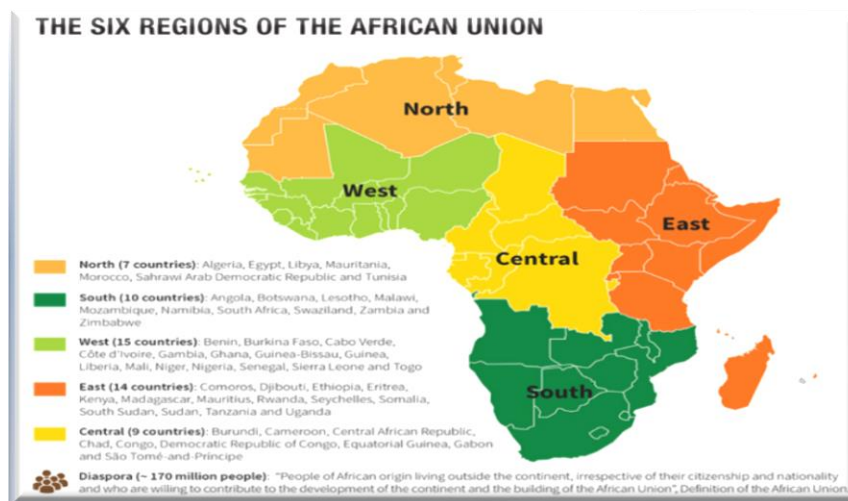 THE SIX REGIONS OF THE AFRICAN UNION
North
West
East
Central
South
North (7 countries): Algeria, Egypt, Libya, Mauritania,
Morocco, Sahrawi Arab Democratic Republic and Tunisia
South (10 countries): Angola, Botswana, Lesotho, Malawi,
Mozambique, Namibia, South Africa, Swaziland, Zambia and
Zimbabwe
West (15 countries): Benin, Burkina Faso, Cabo Verde,
Côte d'Ivoire, Gambia, Ghana, Guinea-Bissau, Guinea,
Liberia, Mali, Niger, Nigeria, Senegal, Sierra Leone and Togo
East (14 countries): Comoros, Djibouti, Ethiopia, Eritrea,
Kenya, Madagascar, Mauritius, Rwanda, Seychelles, Somalia,
South Sudan, Sudan, Tanzania and Uganda
Central (9 countries): Burundi, Cameroon, Central African Republic,
Chad, Congo, Democratic Republic of Congo, Equatorial Guinea, Gabon
and São Tomé-and-Príncipe
Diaspora (~ 170 million people): "People of African origin living outside the continent, irrespective of their citizenship and nationality
and who are willing to contribute to the development of the continent and the building of the African Union", Definition of the African Union